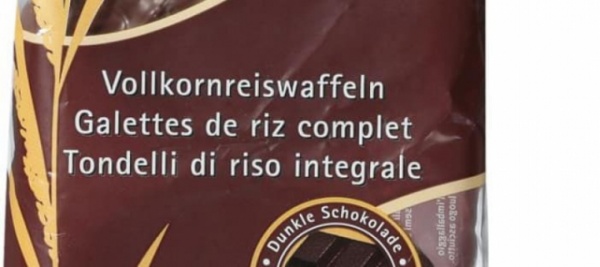 Vollkornreiswaffeln
Galettes de riz complet
Tondelli di riso integrale
• Dunkle Schokolade •